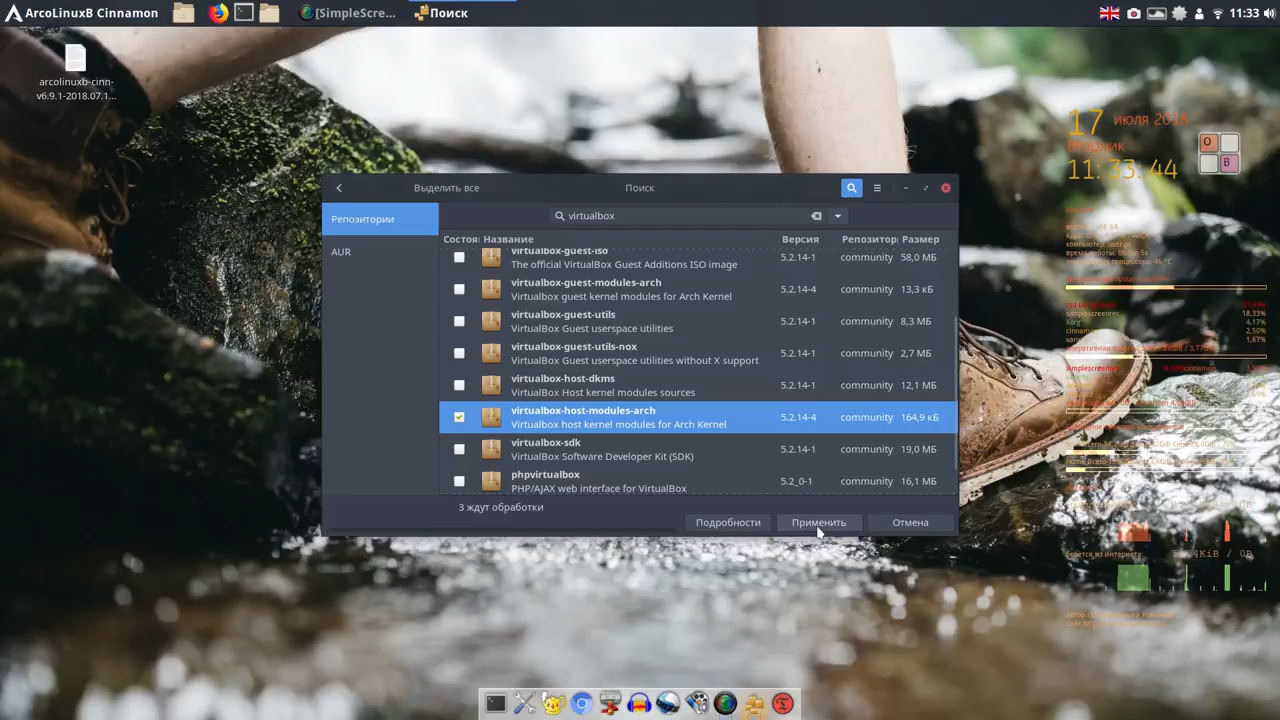 ArcoLinuxB Cinnamon
[SimpleScre...
Поиск
11:33
arcolinuxb-cinn-
v6.9.1-2018.07.1...
17 июля 2018
Вторник
11:33:44
O
B
Выделить все
Поиск
Репозитории
AUR
virtualbox
Состоя Название Версия Репозитор Размер
virtualbox-guest-iso
The official VirtualBox Guest Additions ISO image
5.2.14-1 community 58,0 МБ
virtualbox-guest-modules-arch
Virtualbox guest kernel modules for Arch Kernel
5.2.14-4 community 13,3 кБ
virtualbox-guest-utils
VirtualBox Guest userspace utilities
5.2.14-1 community 8,3 МБ
virtualbox-guest-utils-nox
VirtualBox Guest userspace utilities without X support
5.2.14-1 community 2,7 МБ
virtualbox-host-dkms
VirtualBox Host kernel modules sources
5.2.14-1 community 12,1 МБ
virtualbox-host-modules-arch
Virtualbox host kernel modules for Arch Kernel
5.2.14-4 community 164,9 кБ
virtualbox-sdk
VirtualBox Software Developer Kit (SDK)
5.2.14-1 community 19,0 МБ
phpvirtualbox
PHP/AJAX web interface for VirtualBox
5.2_0-1 community 16,1 МБ
3 ждут обработки
Подробности
Применить
Отмена
18,33%
Xorg
4,17%
2,50%
1,67%